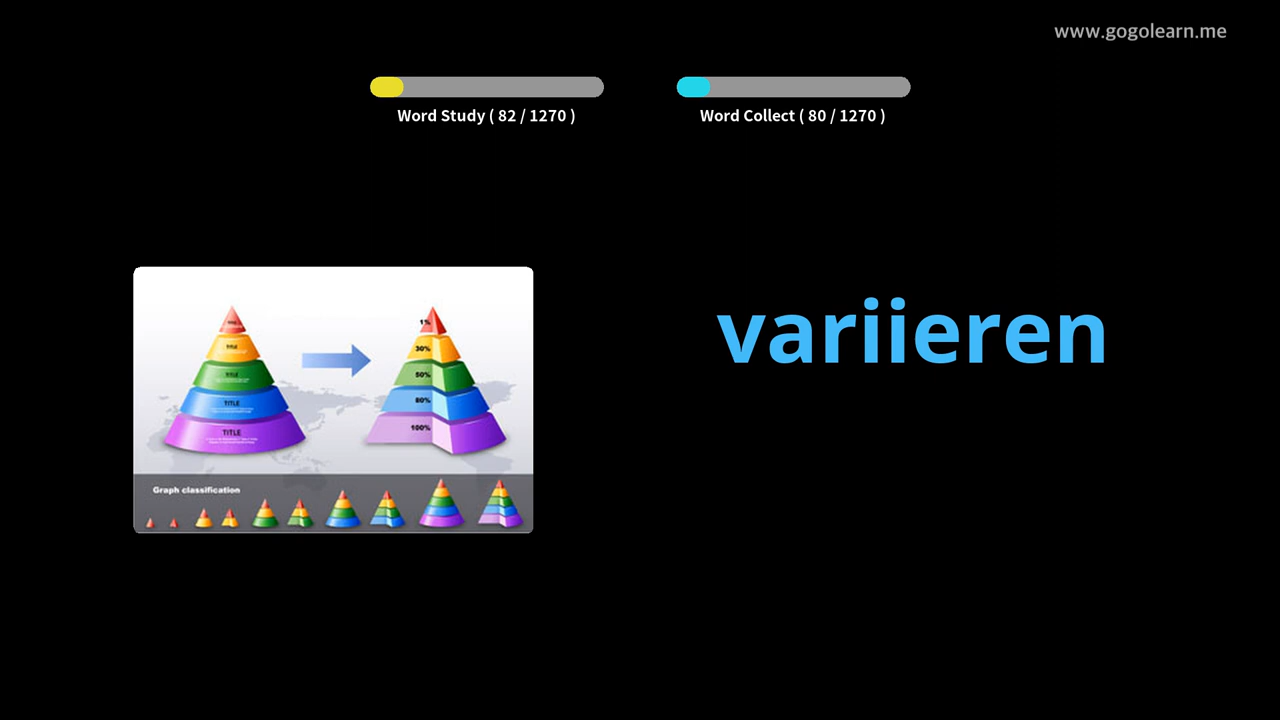 www.gogolearn.me
Word Study ( 82 / 1270 )
Word Collect ( 80 / 1270 )
variieren
TITLE
TITLE
TITLE
TITLE
1%
30%
50%
80%
100%
Graph classification